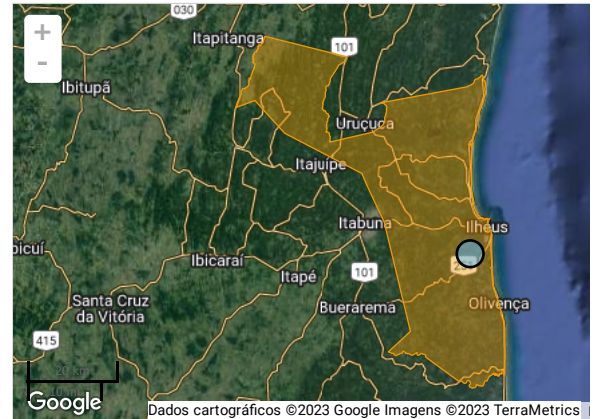 030
Itapitanga
101
+
-
Ibitupã
Uruçuca
Itajuípe
Itabuna
Ilhéus
Ibicaraí
Itapé
101
Santa Cruz
da Vitória
Buerarema
Olivença
415
20 km
Google
Dados cartográficos ©2023 Google Imagens ©2023 TerraMetrics